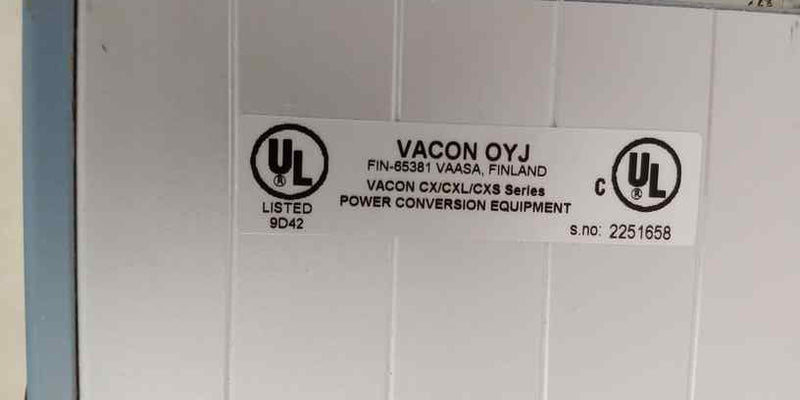 UL
®
LISTED
9D42
VACON OYJ
FIN-65381 VAASA, FINLAND
VACON CX/CXL/CXS Series
POWER CONVERSION EQUIPMENT
C UL
®
s.no: 2251658